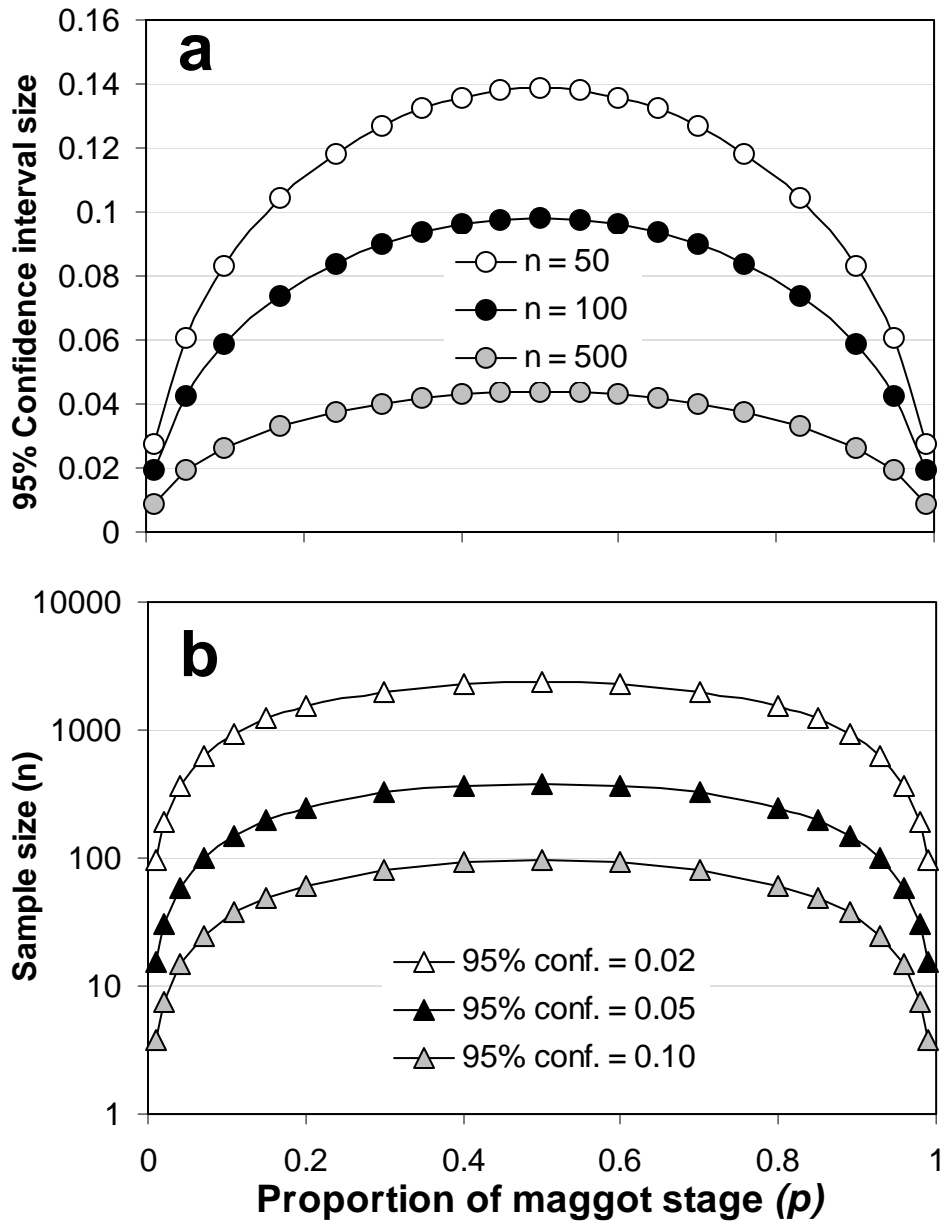 a
95% Confidence interval size
0.16
0.14
0.12
0.1
0.08
0.06
0.04
0.02
0
n = 50
n = 100
n = 500
b
Sample size (n)
10000
1000
100
10
1
95% conf. = 0.02
95% conf. = 0.05
95% conf. = 0.10
0 0.2 0.4 0.6 0.8 1
Proportion of maggot stage (p)